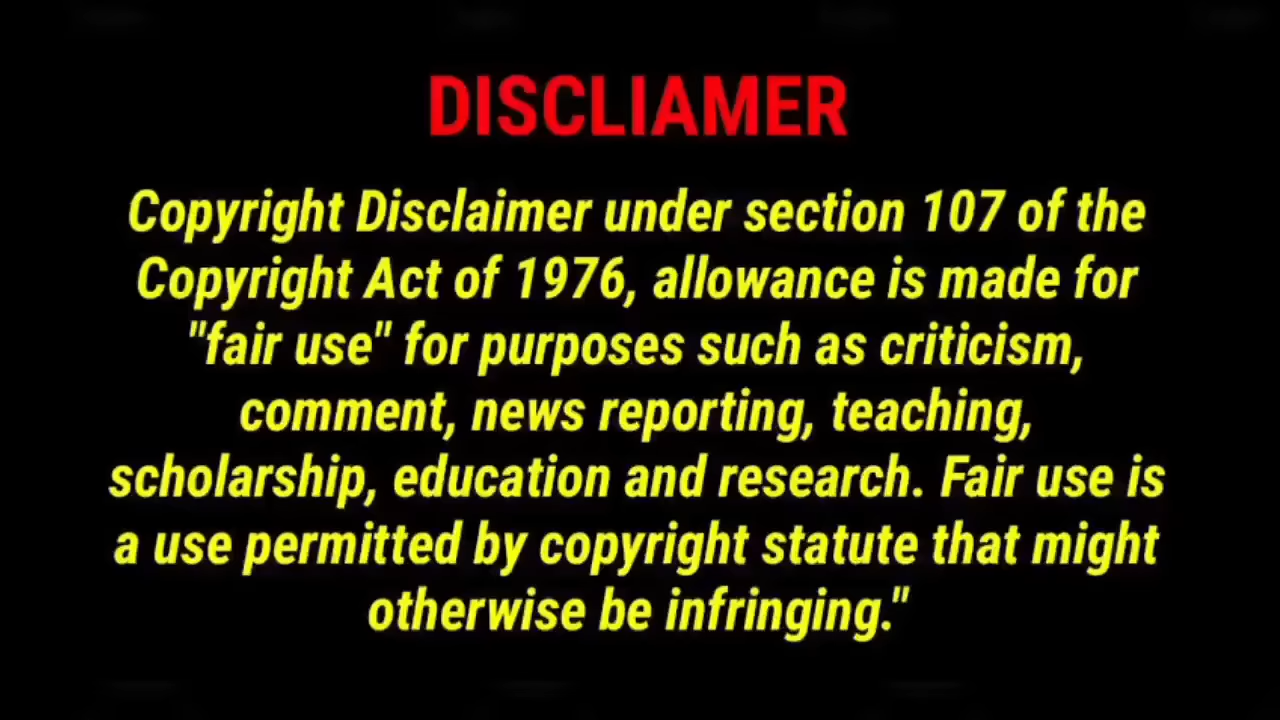 DISCLIAMER
Copyright Disclaimer under section 107 of the
Copyright Act of 1976, allowance is made for
"fair use" for purposes such as criticism,
comment, news reporting, teaching,
scholarship, education and research. Fair use is
a use permitted by copyright statute that might
otherwise be infringing."